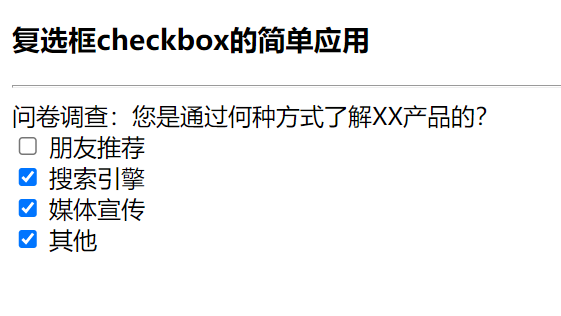 复选框checkbox的简单应用
问卷调查：您是通过何种方式了解XX产品的？
朋友推荐
搜索引擎
媒体宣传
其他